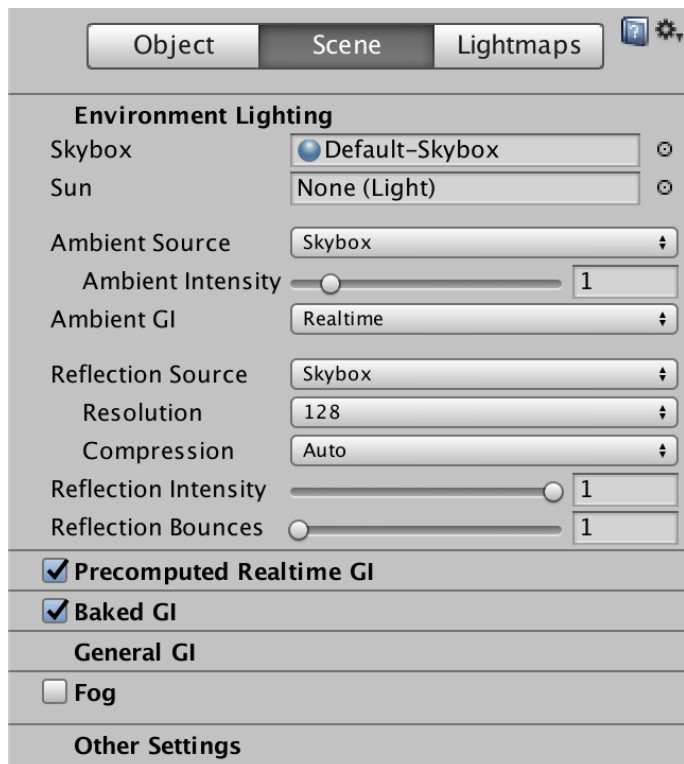 Object Scene Lightmaps
Environment Lighting
Skybox Default-Skybox
Sun None (Light)
Ambient Source Skybox
Ambient Intensity 1
Ambient GI Realtime
Reflection Source Skybox
Resolution 128
Compression Auto
Reflection Intensity 1
Reflection Bounces 1
Precomputed Realtime GI
Baked GI
General GI
Fog
Other Settings